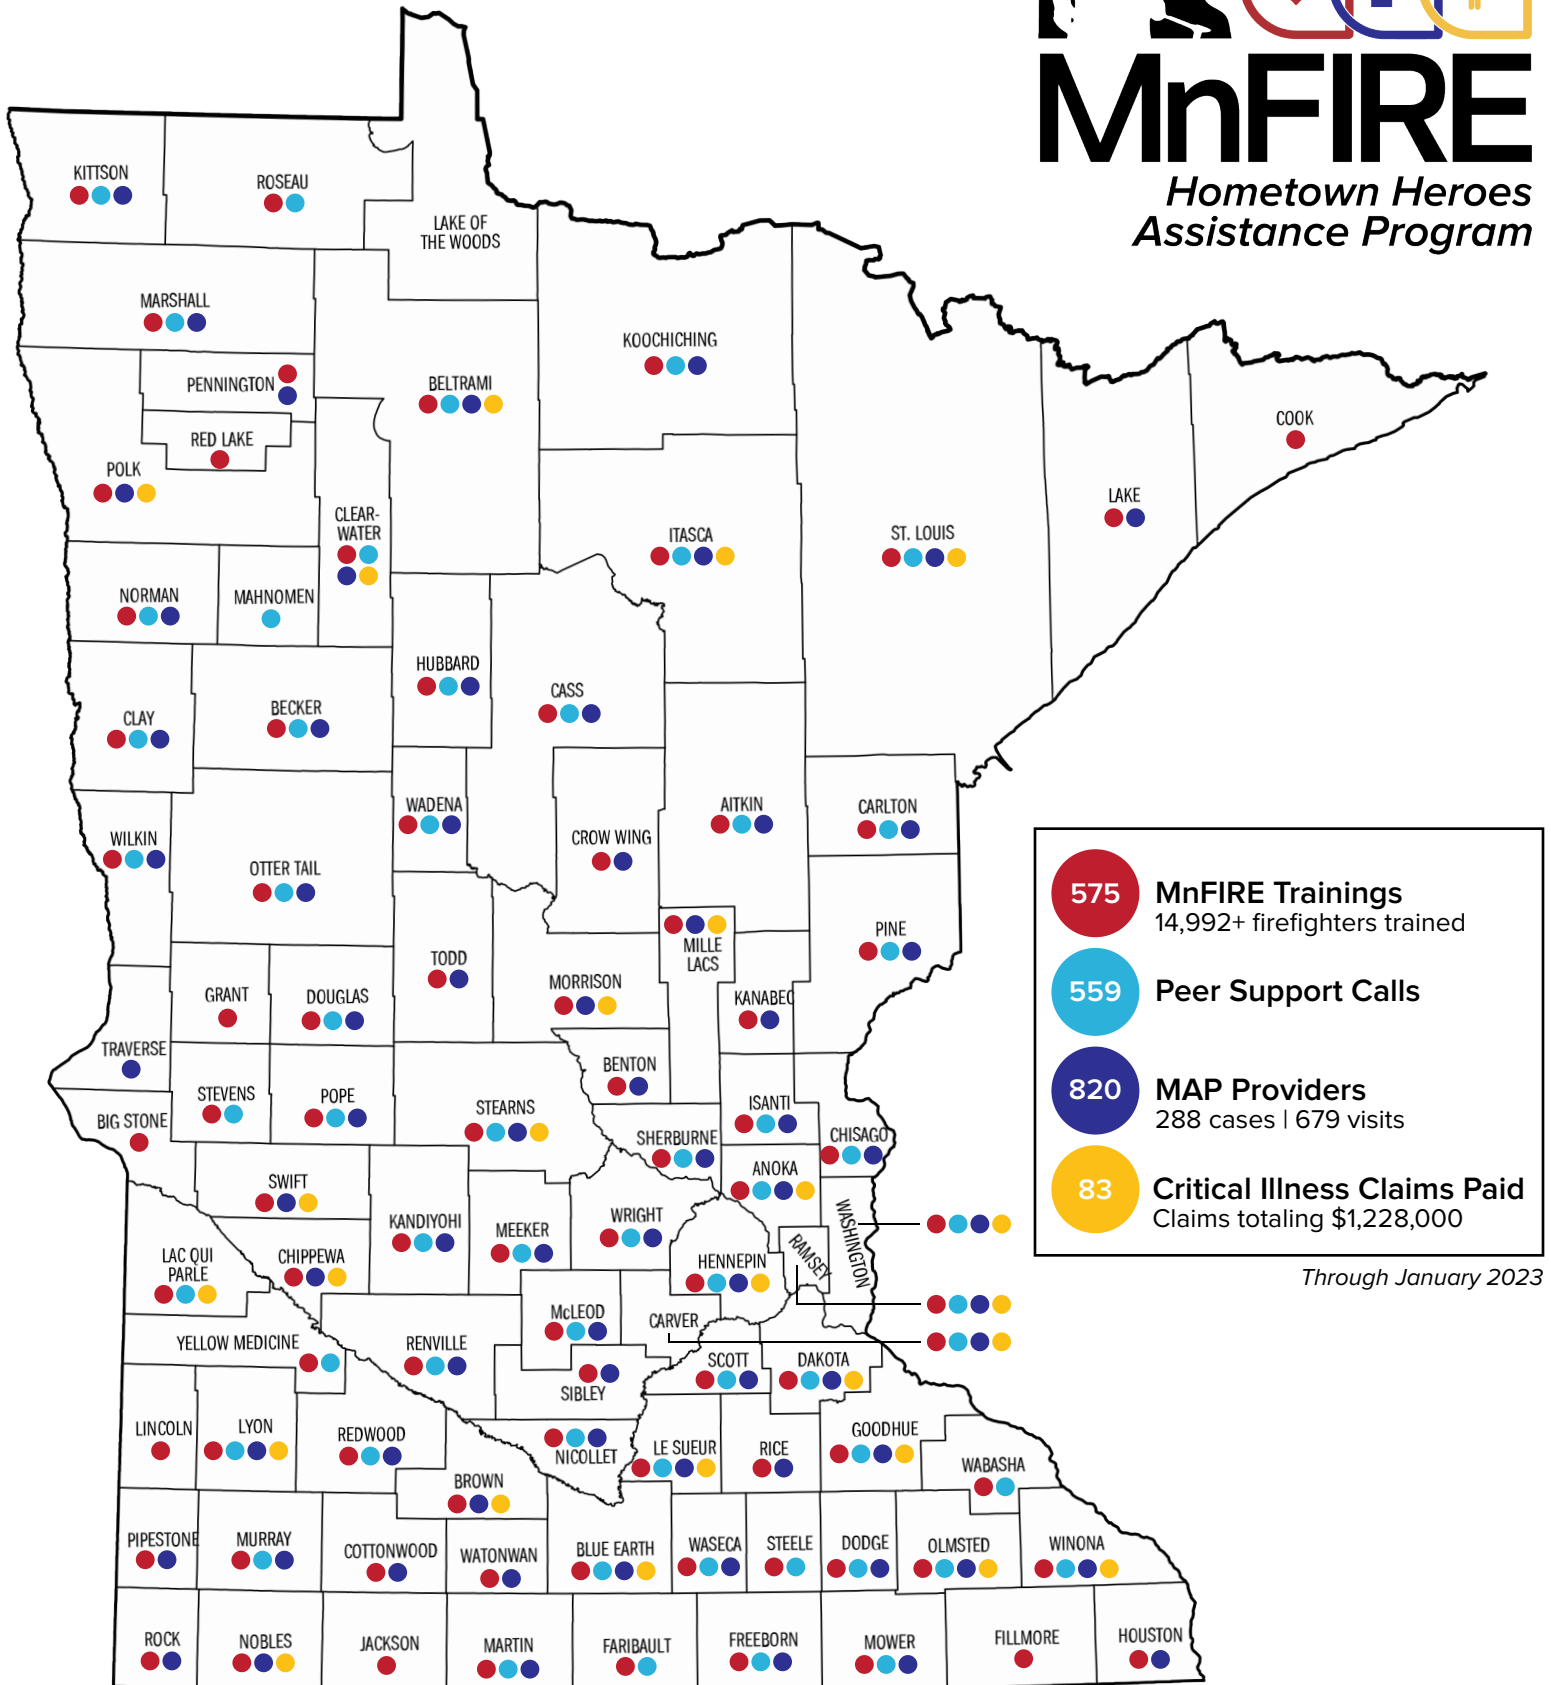 MnFIRE
Hometown Heroes
Assistance Program
KITTSON
ROSEAU
LAKE OF
THE WOODS
MARSHALL
KOOCHICHING
PENNINGTON
BELTRAMI
RED LAKE
COOK
POLK
LAKE
CLEAR-
WATER
ITASCA
ST. LOUIS
NORMAN
MAHNOMEN
HUBBARD
CASS
CLAY
BECKER
WADENA
AITKIN
CARLTON
WILKIN
CROW WING
OTTER TAIL
575
MnFIRE Trainings
14,992+ firefighters trained
559
Peer Support Calls
820
MAP Providers
288 cases | 679 visits
83
Critical Illness Claims Paid
Claims totaling $1,228,000
Through January 2023
PINE
MILLE
LACS
TODD
MORRISON
GRANT
DOUGLAS
KANABEC
TRAVERSE
BENTON
STEVENS
POPE
STEARNS
ISANTI
BIG STONE
SHERBURNE
CHISAGO
SWIFT
ANOKA
KANDIYOHI
MEEKER
WRIGHT
WASHINGTON
LAC QUI
PARLE
CHIPPEWA
HENNEPIN
RAMSEY
McLEOD
CARVER
YELLOW MEDICINE
RENVILLE
SCOTT
DAKOTA
SIBLEY
LINCOLN
LYON
REDWOOD
NICOLLET
LE SUEUR
RICE
GOODHUE
WABASHA
BROWN
PIPESTONE
MURRAY
COTTONWOOD
WATONWAN
BLUE EARTH
WASECA
STEELE
DODGE
OLMSTED
WINONA
ROCK
NOBLES
JACKSON
MARTIN
FARIBAULT
FREEBORN
MOWER
FILLMORE
HOUSTON